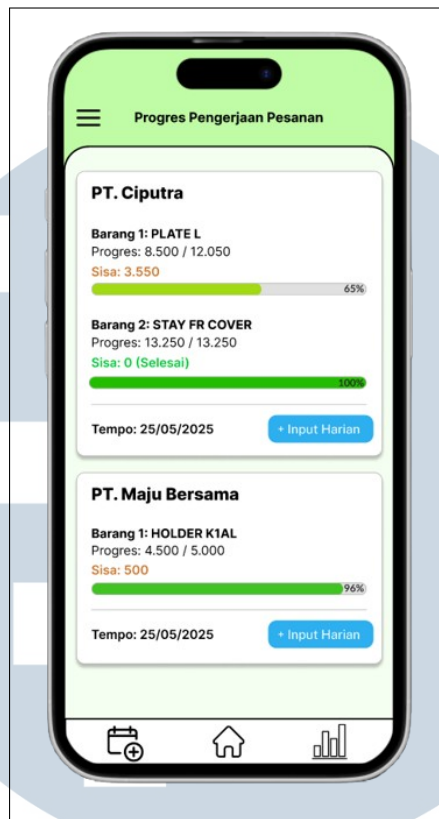 Progres Pengerjaan Pesanan
PT. Ciputra
Barang 1: PLATE L
Progres: 8.500 / 12.050
Sisa: 3.550
65%
Barang 2: STAY FR COVER
Progres: 13.250 / 13.250
Sisa: 0 (Selesai)
100%
Tempo: 25/05/2025
+ Input Harian
PT. Maju Bersama
Barang 1: HOLDER K1AL
Progres: 4.500 / 5.000
Sisa: 500
96%
Tempo: 25/05/2025
+ Input Harian